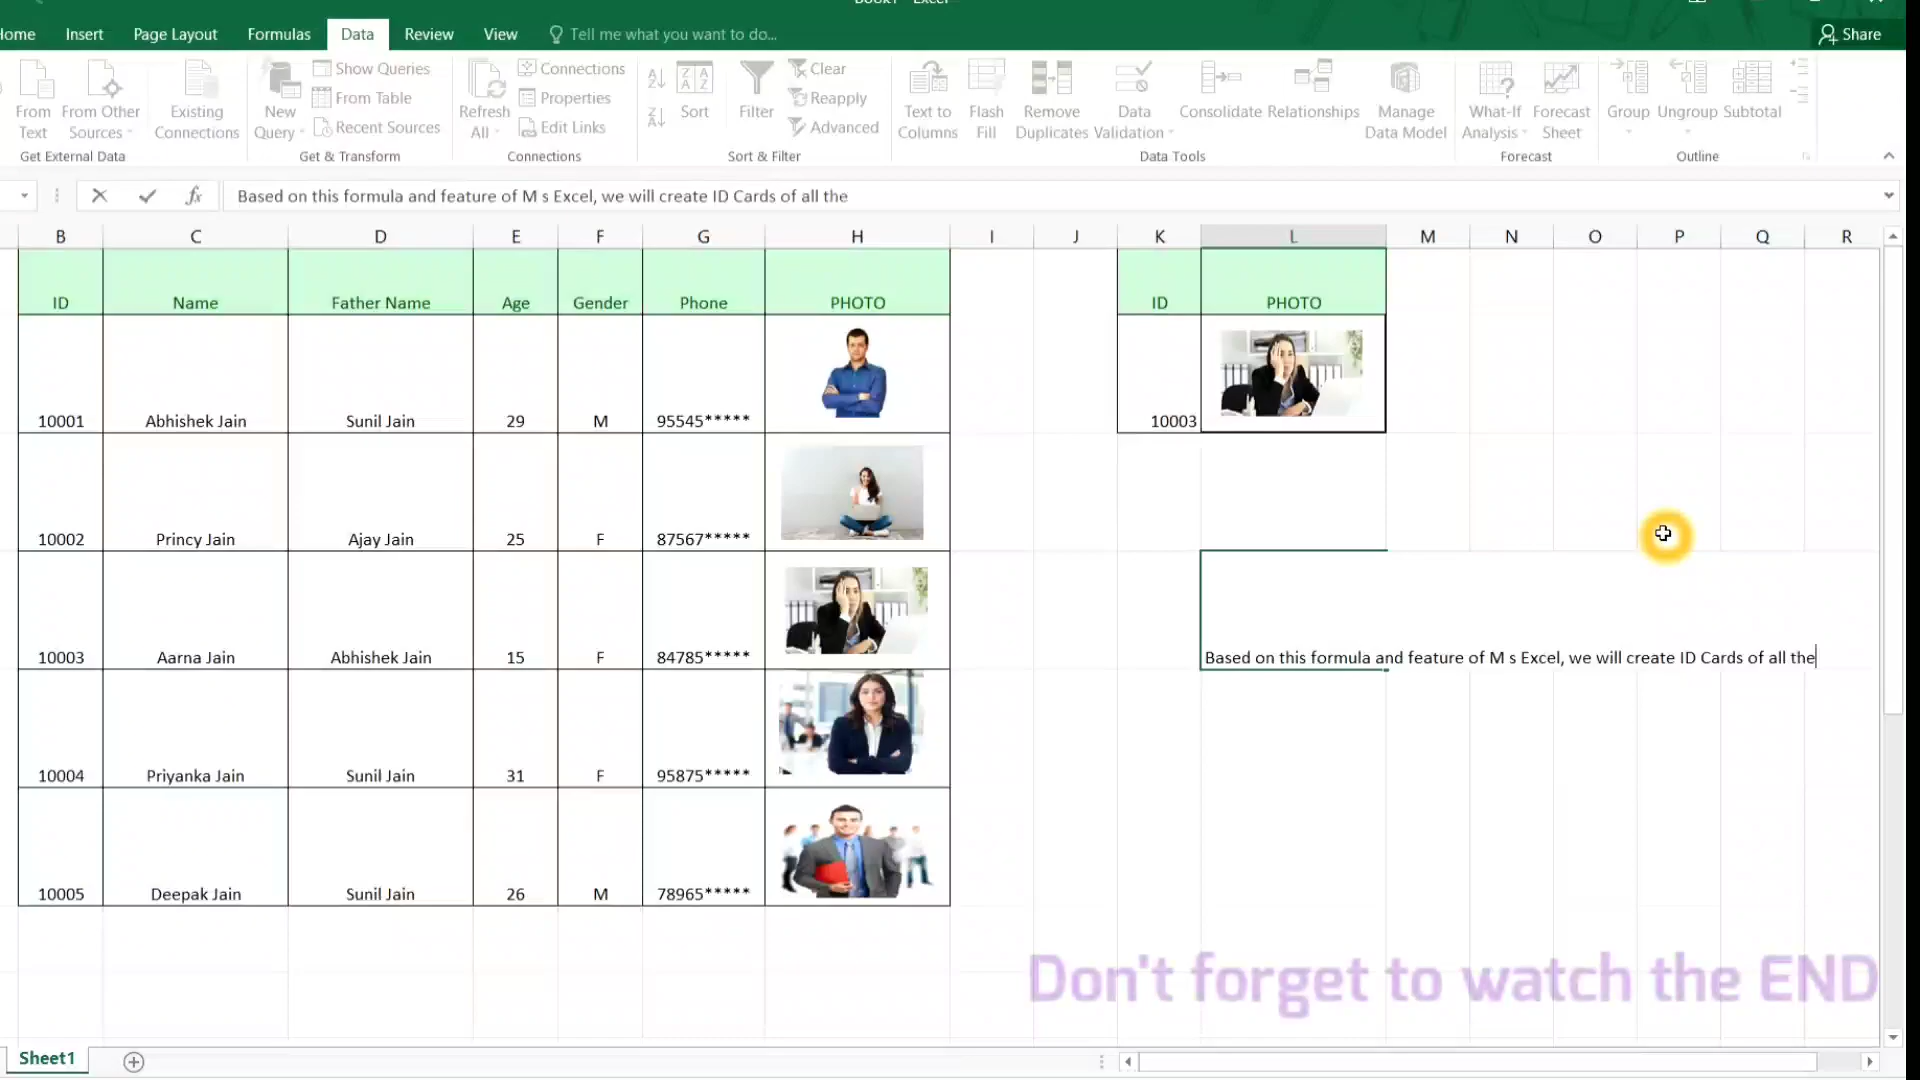 Home Insert Page Layout Formulas Data Review View Tell me what you want to do... Share
From Text
From Other Sources
Existing Connections
Get External Data
New Query
Show Queries
From Table
Recent Sources
Get & Transform
Refresh All
Connections
Properties
Edit Links
Connections
Sort
Filter
Clear
Reapply
Advanced
Sort & Filter
Text to Columns
Flash Fill
Remove Duplicates
Data Validation
Consolidate
Relationships
Manage Data Model
Data Tools
What-If Analysis
Forecast Sheet
Forecast
Group
Ungroup
Subtotal
Outline
fx Based on this formula and feature of M s Excel, we will create ID Cards of all the
B C D E F G H I J K L M N O P Q R
ID Name Father Name Age Gender Phone PHOTO ID PHOTO
10001 Abhishek Jain Sunil Jain 29 M 95545***** 10003
10002 Princy Jain Ajay Jain 25 F 87567*****
10003 Aarna Jain Abhishek Jain 15 F 84785***** Based on this formula and feature of M s Excel, we will create ID Cards of all the
10004 Priyanka Jain Sunil Jain 31 F 95875*****
10005 Deepak Jain Sunil Jain 26 M 78965*****
Don't forget to watch the END
Sheet1